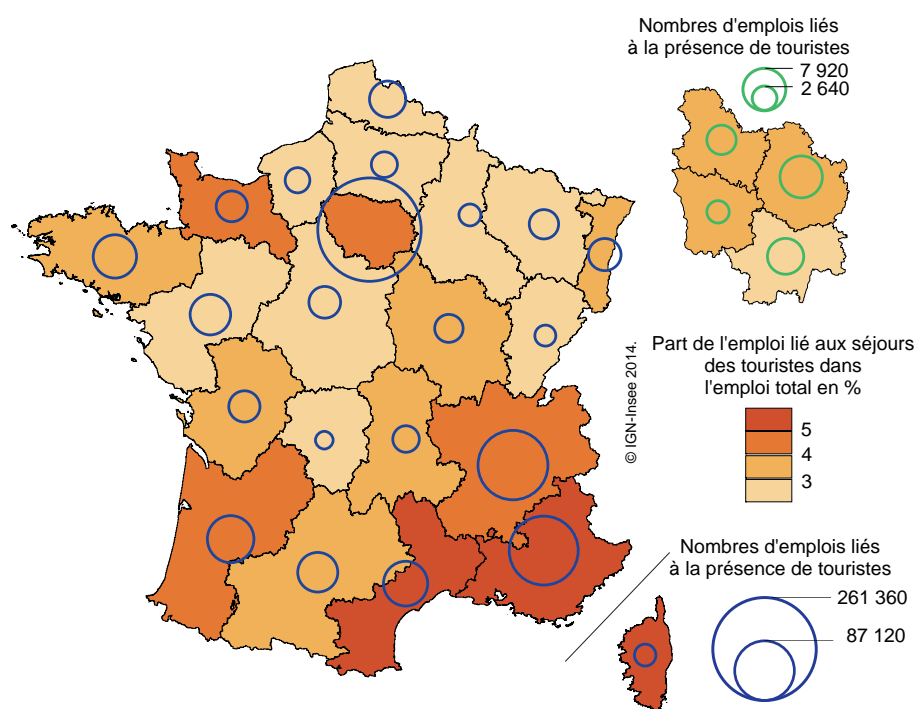 Nombres d'emplois liés
à la présence de touristes
7 920
2 640
© IGN-Insee 2014.
Part de l'emploi lié aux séjours
des touristes dans
l'emploi total en %
5
4
3
Nombres d'emplois liés
à la présence de touristes
261 360
87 120